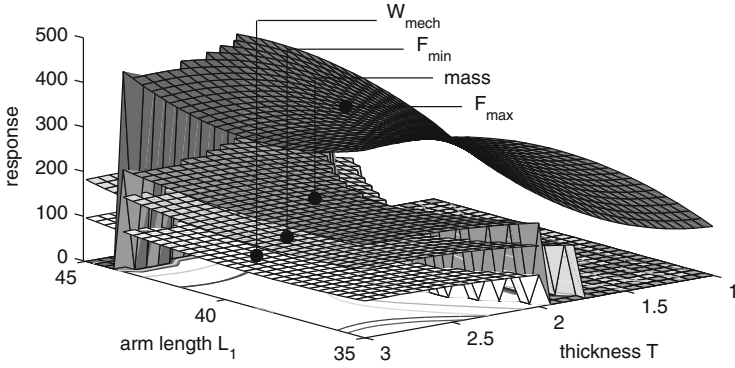 W_mech
F_min
mass
F_max
500
400
300
200
100
0
response
45
40
35
arm length L_1
3
2.5
2
1.5
1
thickness T